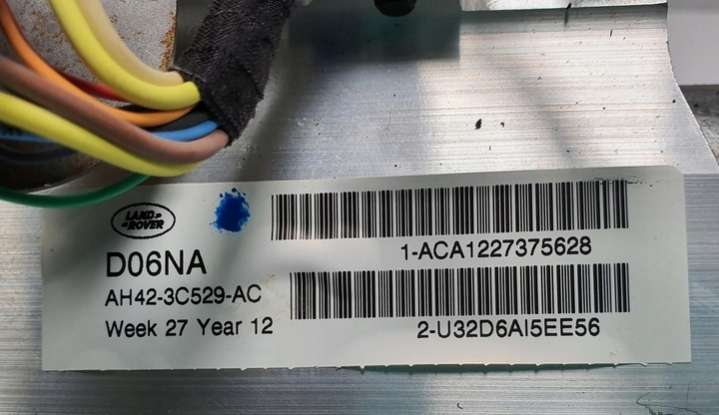 LAND ROVER
D06NA
AH42-3C529-AC
Week 27 Year 12
1-ACA1227375628
2-U32D6AI5EE56